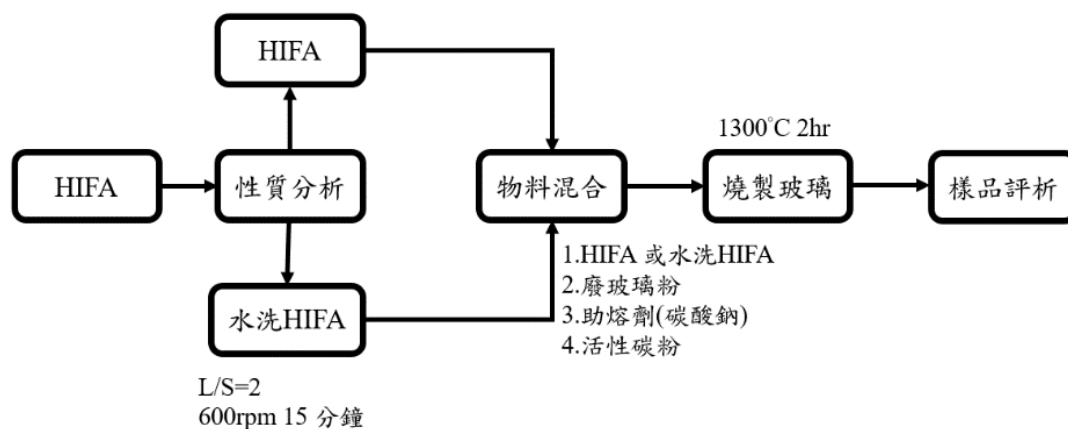 HIFA
1300°C 2hr
HIFA
性質分析
物料混合
燒製玻璃
樣品評析
水洗HIFA
1.HIFA 或水洗HIFA
2.廢玻璃粉
3.助熔劑(碳酸鈉)
4.活性碳粉
L/S=2
600rpm 15 分鐘